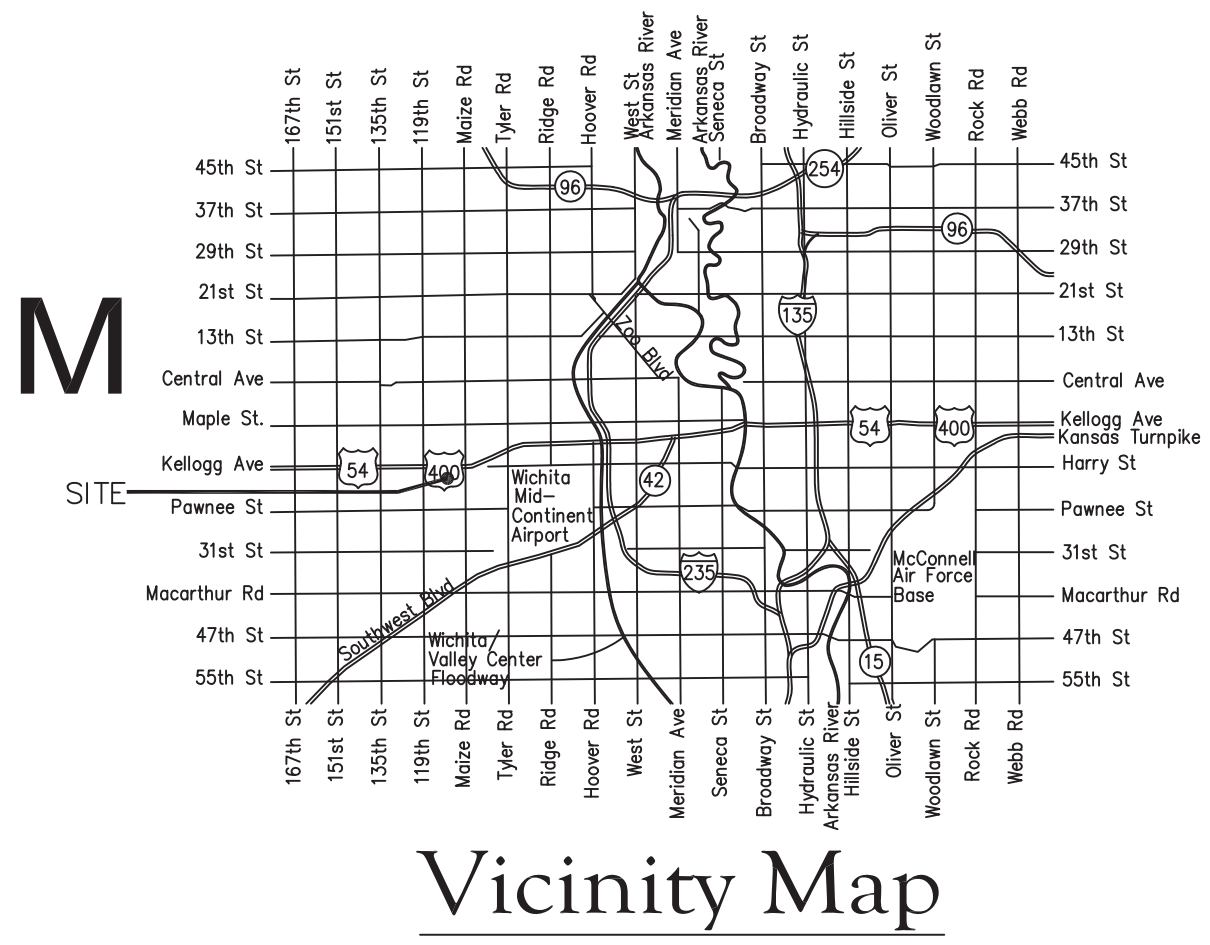 167th St
151st St
135th St
119th St
Maize Rd
Tyler Rd
Ridge Rd
Hoover Rd
West St
Arkansas River
Meridian Ave
Arkansas River
Seneca St
Broadway St
Hydraulic St
Hillside St
Oliver St
Woodlawn St
Rock Rd
Webb Rd
45th St
254
45th St
96
37th St
37th St
96
29th St
29th St
21st St
21st St
M
135
13th St
13th St
Zoo Blvd
Central Ave
Central Ave
Maple St.
54
400
Kellogg Ave
Kansas Turnpike
Kellogg Ave
54
400
Harry St
SITE
Wichita
Mid–
Continent
Airport
42
Pawnee St
Pawnee St
31st St
31st St
235
McConnell
Air Force
Base
Macarthur Rd
Macarthur Rd
Southwest Blvd
47th St
47th St
Wichita/
Valley Center
Floodway
15
55th St
55th St
167th St
151st St
135th St
119th St
Maize Rd
Tyler Rd
Ridge Rd
Hoover Rd
West St
Meridian Ave
Seneca St
Broadway St
Hydraulic St
Arkansas River
Hillside St
Oliver St
Woodlawn St
Rock Rd
Webb Rd
Vicinity Map